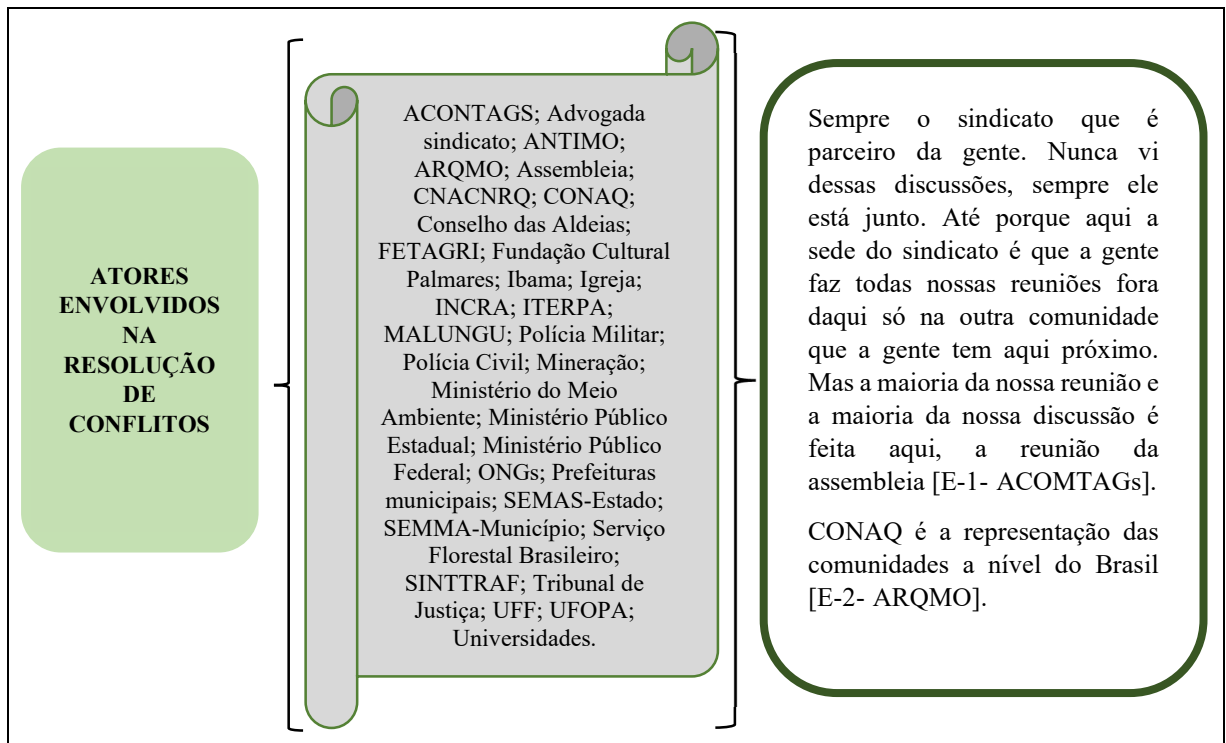 ATORES
ENVOLVIDOS
NA
RESOLUÇÃO
DE
CONFLITOS
ACONTAGS; Advogada
sindicato; ANTIMO;
ARQMO; Assembleia;
CNACNRQ; CONAQ;
Conselho das Aldeias;
FETAGRI; Fundação Cultural
Palmares; Ibama; Igreja;
INCRA; ITERPA;
MALUNGU; Polícia Militar;
Polícia Civil; Mineração;
Ministério do Meio
Ambiente; Ministério Público
Estadual; Ministério Público
Federal; ONGs; Prefeituras
municipais; SEMAS-Estado;
SEMMA-Município; Serviço
Florestal Brasileiro;
SINTTRAF; Tribunal de
Justiça; UFF; UFOPA;
Universidades.
Sempre o sindicato que é
parceiro da gente. Nunca vi
dessas discussões, sempre ele
está junto. Até porque aqui a
sede do sindicato é que a gente
faz todas nossas reuniões fora
daqui só na outra comunidade
que a gente tem aqui próximo.
Mas a maioria da nossa reunião e
a maioria da nossa discussão é
feita aqui, a reunião da
assembleia [E-1- ACOMTAGs].
CONAQ é a representação das
comunidades a nível do Brasil
[E-2- ARQMO].